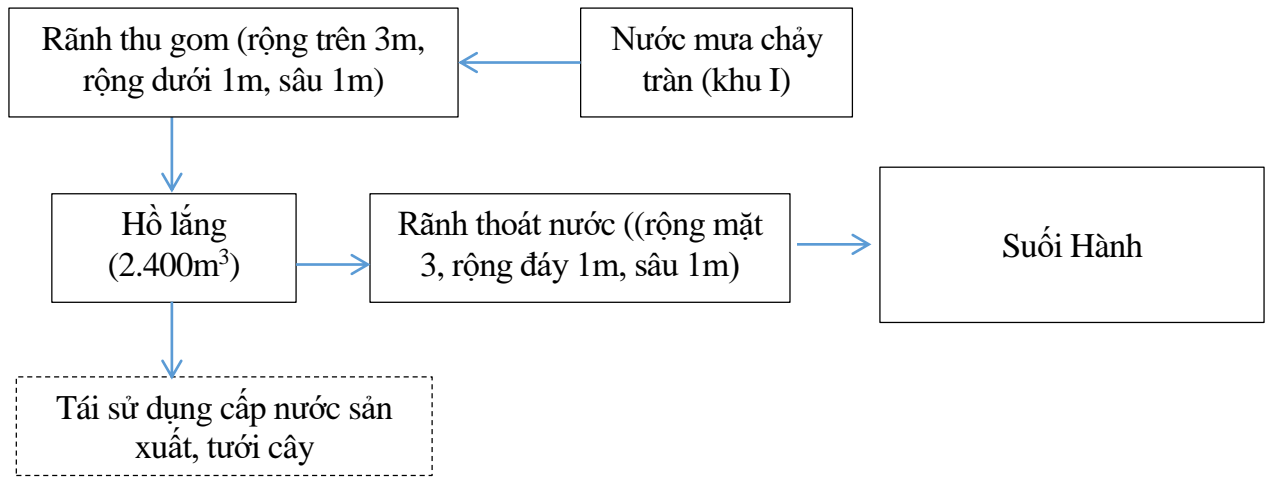 Rãnh thu gom (rộng trên 3m,
rộng dưới 1m, sâu 1m)
Nước mưa chảy
tràn (khu I)
Hồ lắng
(2.400m³)
Rãnh thoát nước ((rộng mặt
3, rộng đáy 1m, sâu 1m)
Suối Hành
Tái sử dụng cấp nước sản
xuất, tưới cây